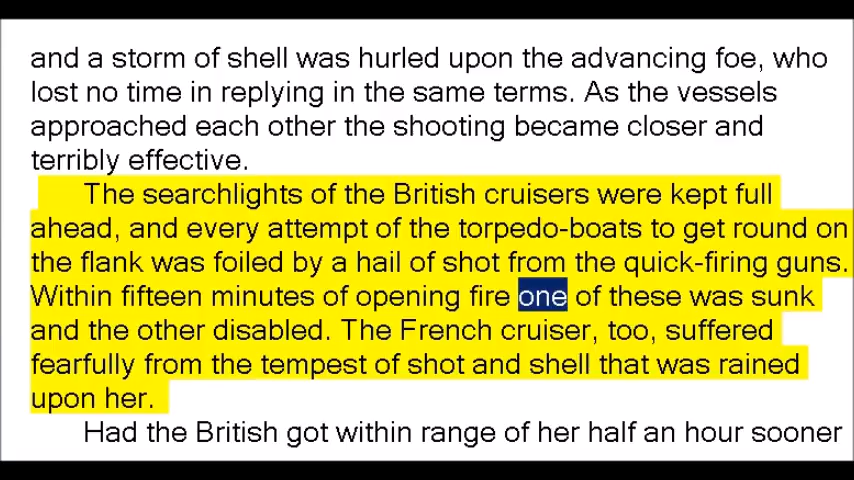 and a storm of shell was hurled upon the advancing foe, who
lost no time in replying in the same terms. As the vessels
approached each other the shooting became closer and
terribly effective.
The searchlights of the British cruisers were kept full
ahead, and every attempt of the torpedo-boats to get round on
the flank was foiled by a hail of shot from the quick-firing guns.
Within fifteen minutes of opening fire one of these was sunk
and the other disabled. The French cruiser, too, suffered
fearfully from the tempest of shot and shell that was rained
upon her.
Had the British got within range of her half an hour sooner